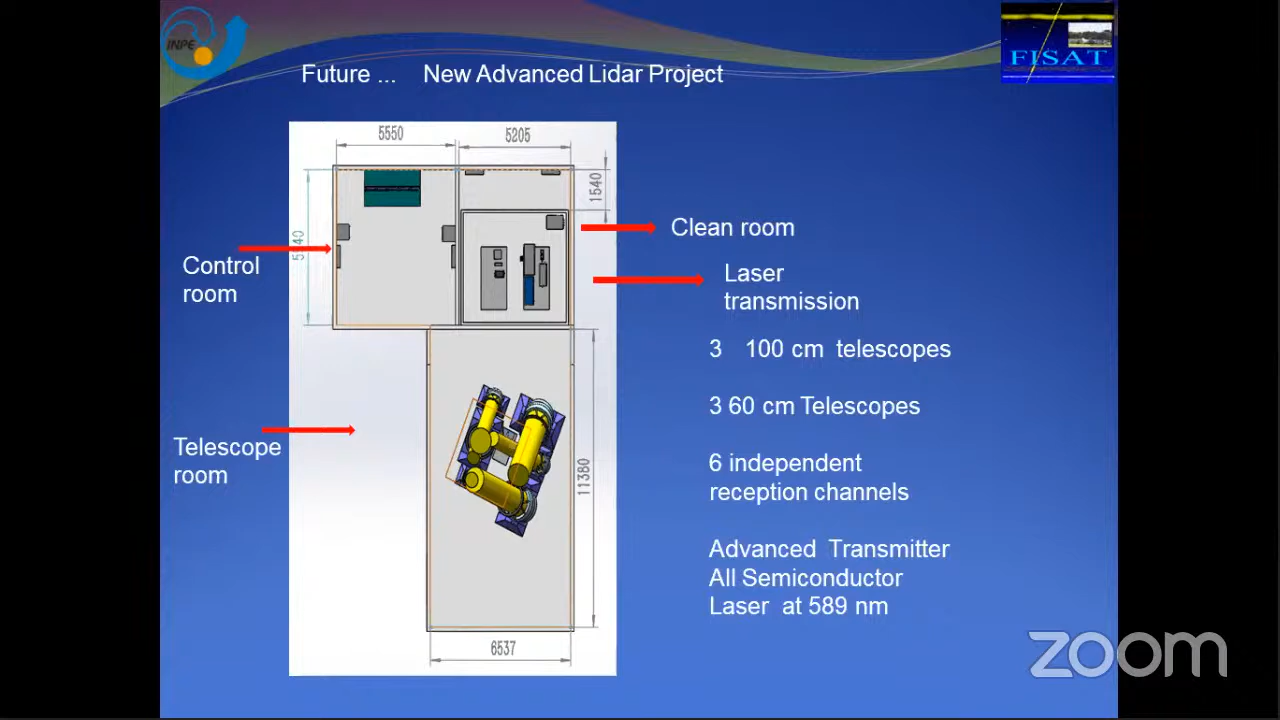 INPE
FISAT
Future ... New Advanced Lidar Project
5550
5205
1540
Clean room
Control
room
Laser
transmission
3 100 cm telescopes
3 60 cm Telescopes
Telescope
room
6 independent
reception channels
11380
Advanced Transmitter
All Semiconductor
Laser at 589 nm
6537
zoom